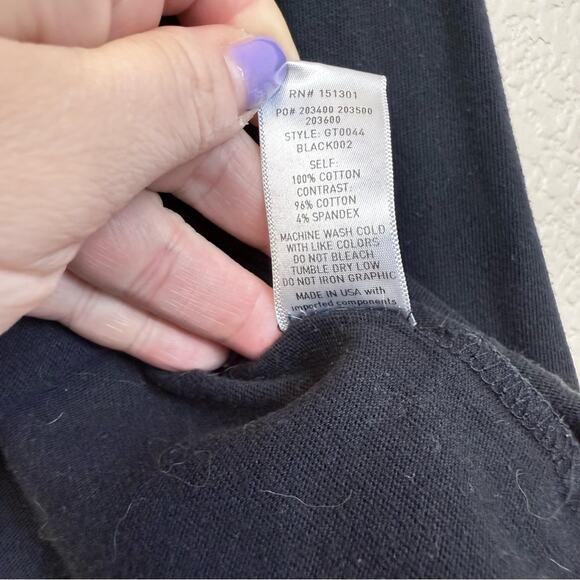 RN# 151301
PO# 203400 203500
203600
STYLE: GT0044
BLACK002
SELF:
100% COTTON
CONTRAST:
96% COTTON
4% SPANDEX
MACHINE WASH COLD
WITH LIKE COLORS
DO NOT BLEACH
TUMBLE DRY LOW
DO NOT IRON GRAPHIC
MADE IN USA with
imported components